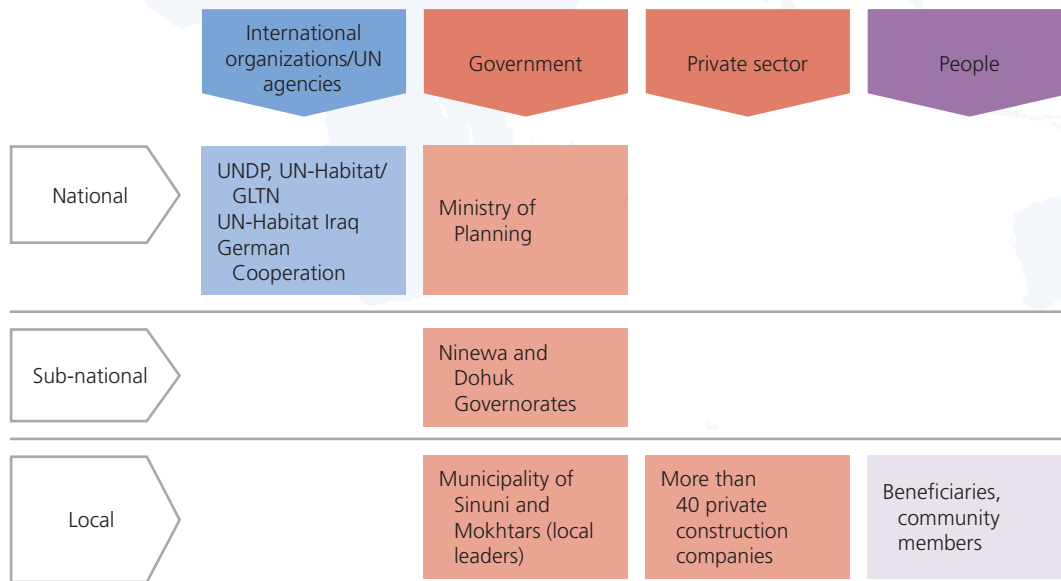 International
organizations/UN
agencies
Government
Private sector
People
National
UNDP, UN-Habitat/
GLTN
UN-Habitat Iraq
German
Cooperation
Ministry of
Planning
Sub-national
Ninewa and
Dohuk
Governorates
Local
Municipality of
Sinuni and
Mokhtars (local
leaders)
More than
40 private
construction
companies
Beneficiaries,
community
members